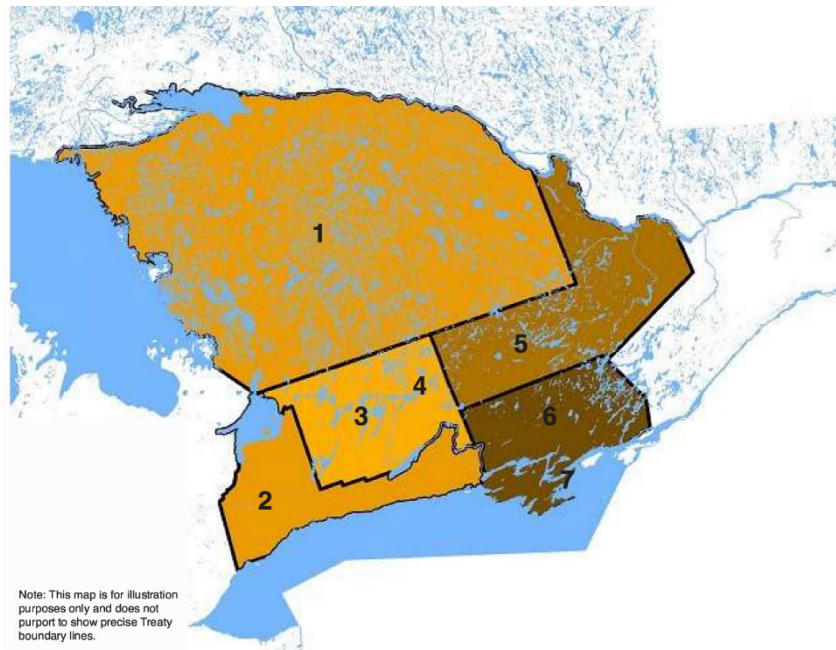 1
5
4
3
6
7
2
Note: This map is for illustration
purposes only and does not
purport to show precise Treaty
boundary lines.